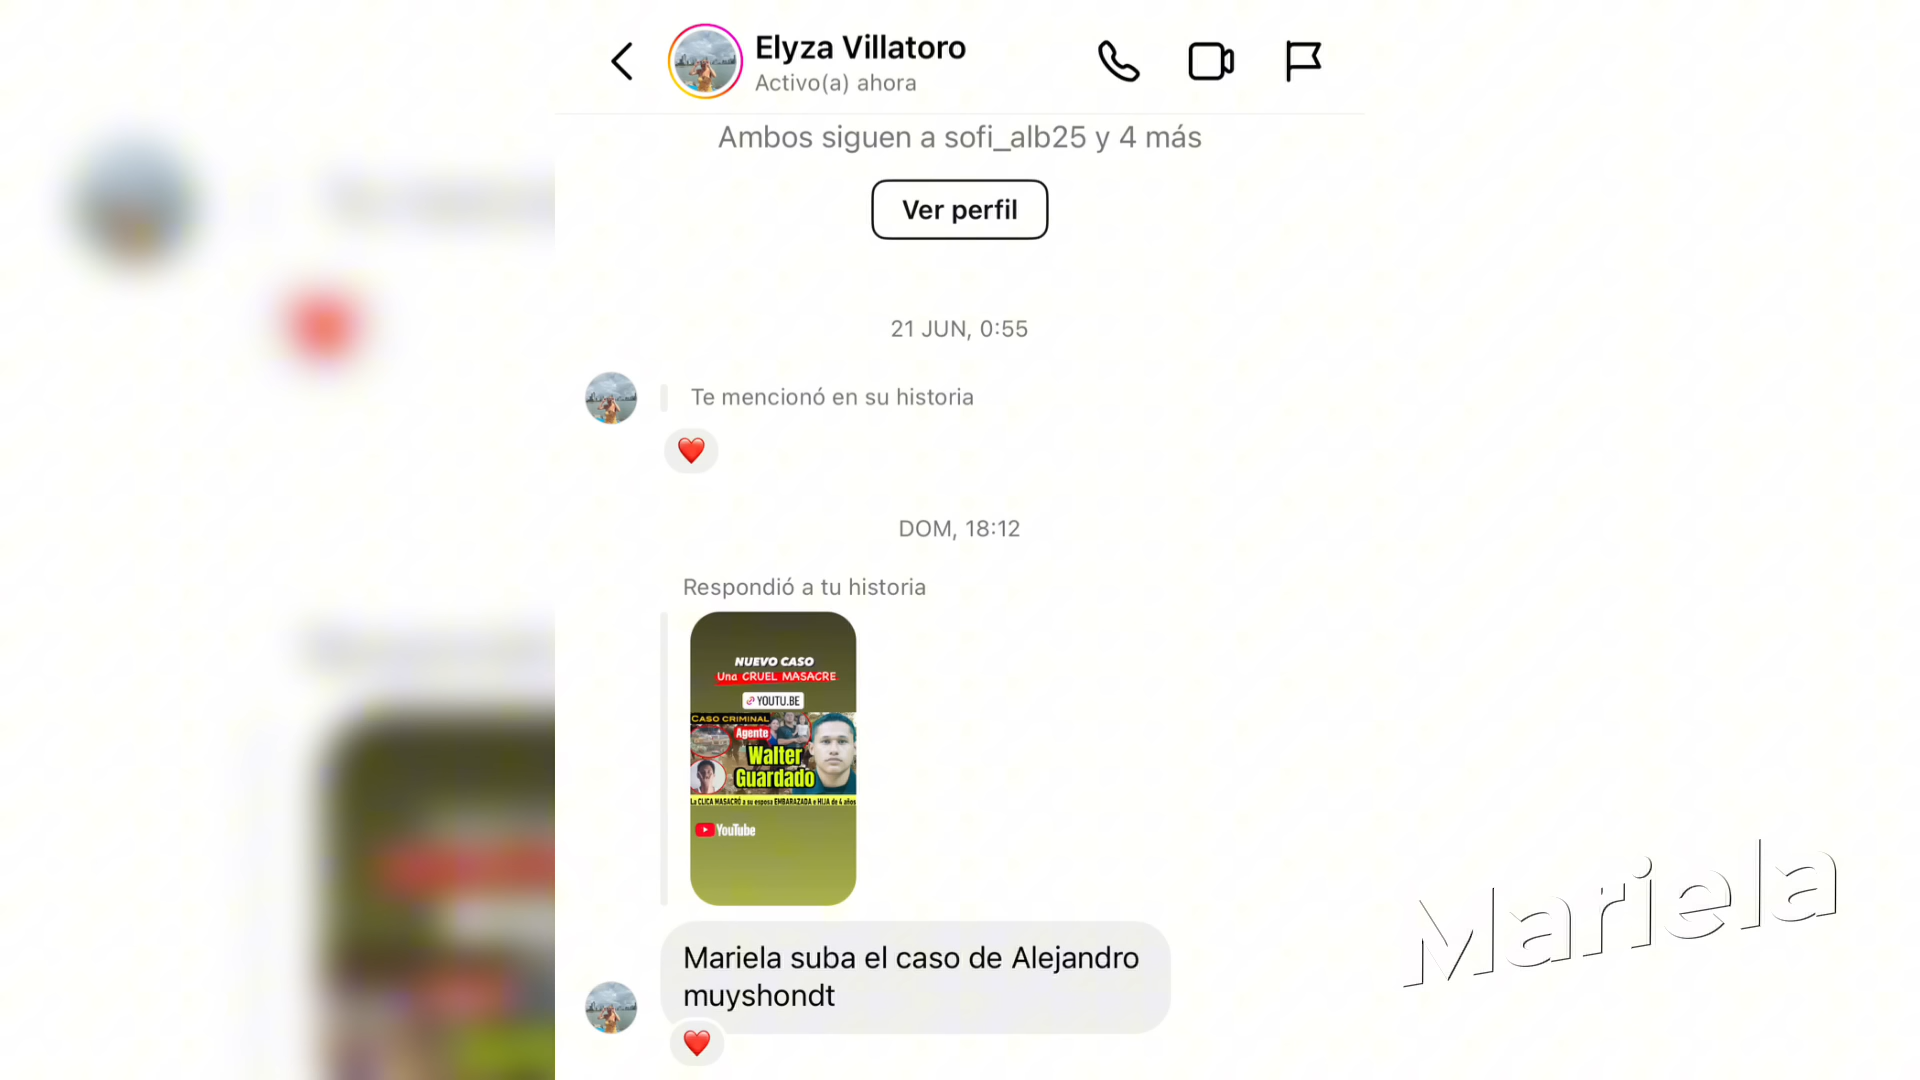 Elyza Villatoro
Activo(a) ahora
Ambos siguen a sofi_alb25 y 4 más
Ver perfil
21 JUN, 0:55
Te mencionó en su historia
DOM, 18:12
Respondió a tu historia
NUEVO CASO
Una CRUEL MASACRE
YOUTU.BE
CASO CRIMINAL
Agente
Walter
Guardado
La CLICA MASACRÓ a su esposa EMBARAZADA e HIJA de 4 años
YouTube
Mariela suba el caso de Alejandro
muyshondt
Mariela